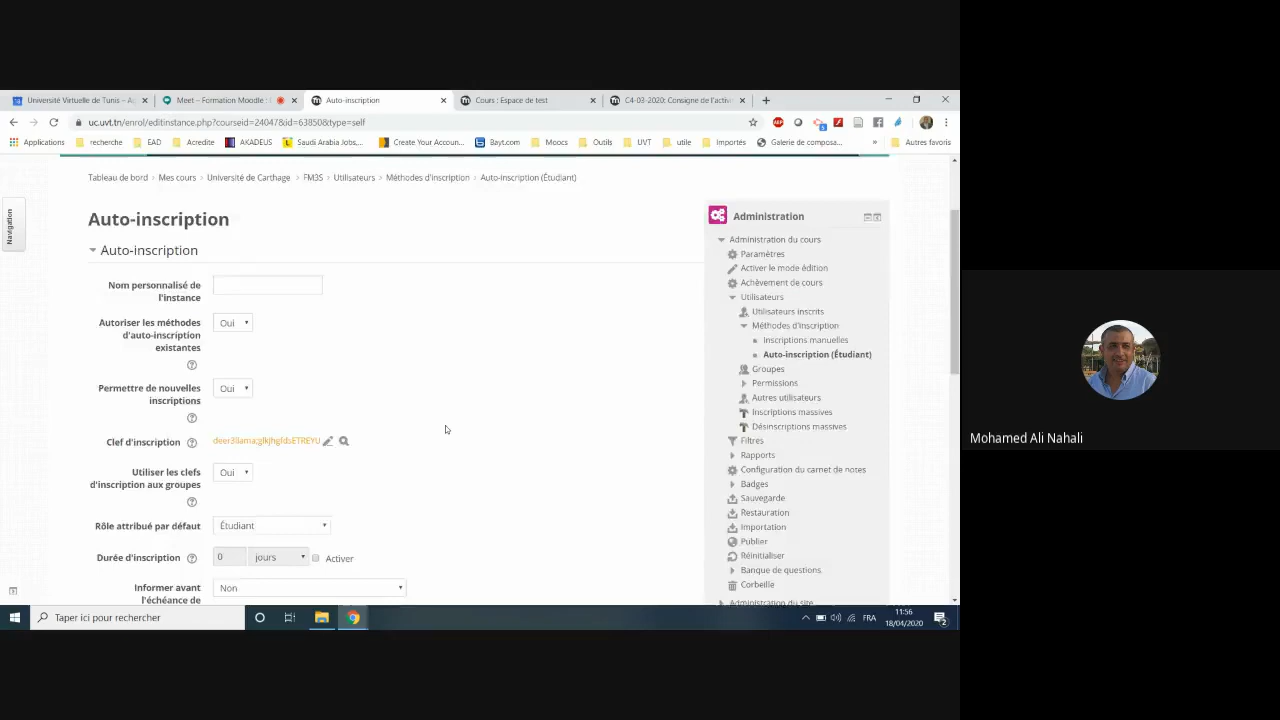 Université Virtuelle de Tunis – Ag
Meet – Formation Moodle :
Auto-inscription
Cours : Espace de test
C4-03-2020: Consigne de l'activi
uc.uvt.tn/enrol/editinstance.php?courseid=24047&id=63850&type=self
Applications
recherche
EAD
Acredite
AKADEUS
Saudi Arabia Jobs,...
Create Your Accoun...
Bayt.com
Moocs
Outils
UVT
utile
Importés
Galerie de composa...
»
Autres favoris
Tableau de bord > Mes cours > Université de Carthage > FM3S > Utilisateurs > Méthodes d'inscription > Auto-inscription (Étudiant)
Navigation
Auto-inscription
Auto-inscription
Nom personnalisé de
l'instance
Autoriser les méthodes
d'auto-inscription
existantes
Oui
Permettre de nouvelles
inscriptions
Oui
Clef d'inscription
deer3llama;glkjhgfdsETREYU
Utiliser les clefs
d'inscription aux groupes
Oui
Rôle attribué par défaut
Étudiant
Durée d'inscription
0
jours
Activer
Informer avant
l'échéance de
Non
Administration
Administration du cours
Paramètres
Activer le mode édition
Achèvement de cours
Utilisateurs
Utilisateurs inscrits
Méthodes d'inscription
Inscriptions manuelles
Auto-inscription (Étudiant)
Groupes
Permissions
Autres utilisateurs
Inscriptions massives
Désinscriptions massives
Filtres
Rapports
Configuration du carnet de notes
Badges
Sauvegarde
Restauration
Importation
Publier
Réinitialiser
Banque de questions
Corbeille
Administration du site
Taper ici pour rechercher
FRA
11:56
18/04/2020
2
Mohamed Ali Nahali